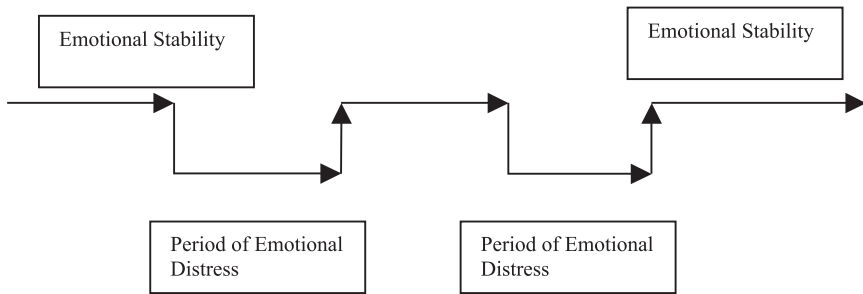 Emotional Stability
Emotional Stability
Period of Emotional
Distress
Period of Emotional
Distress